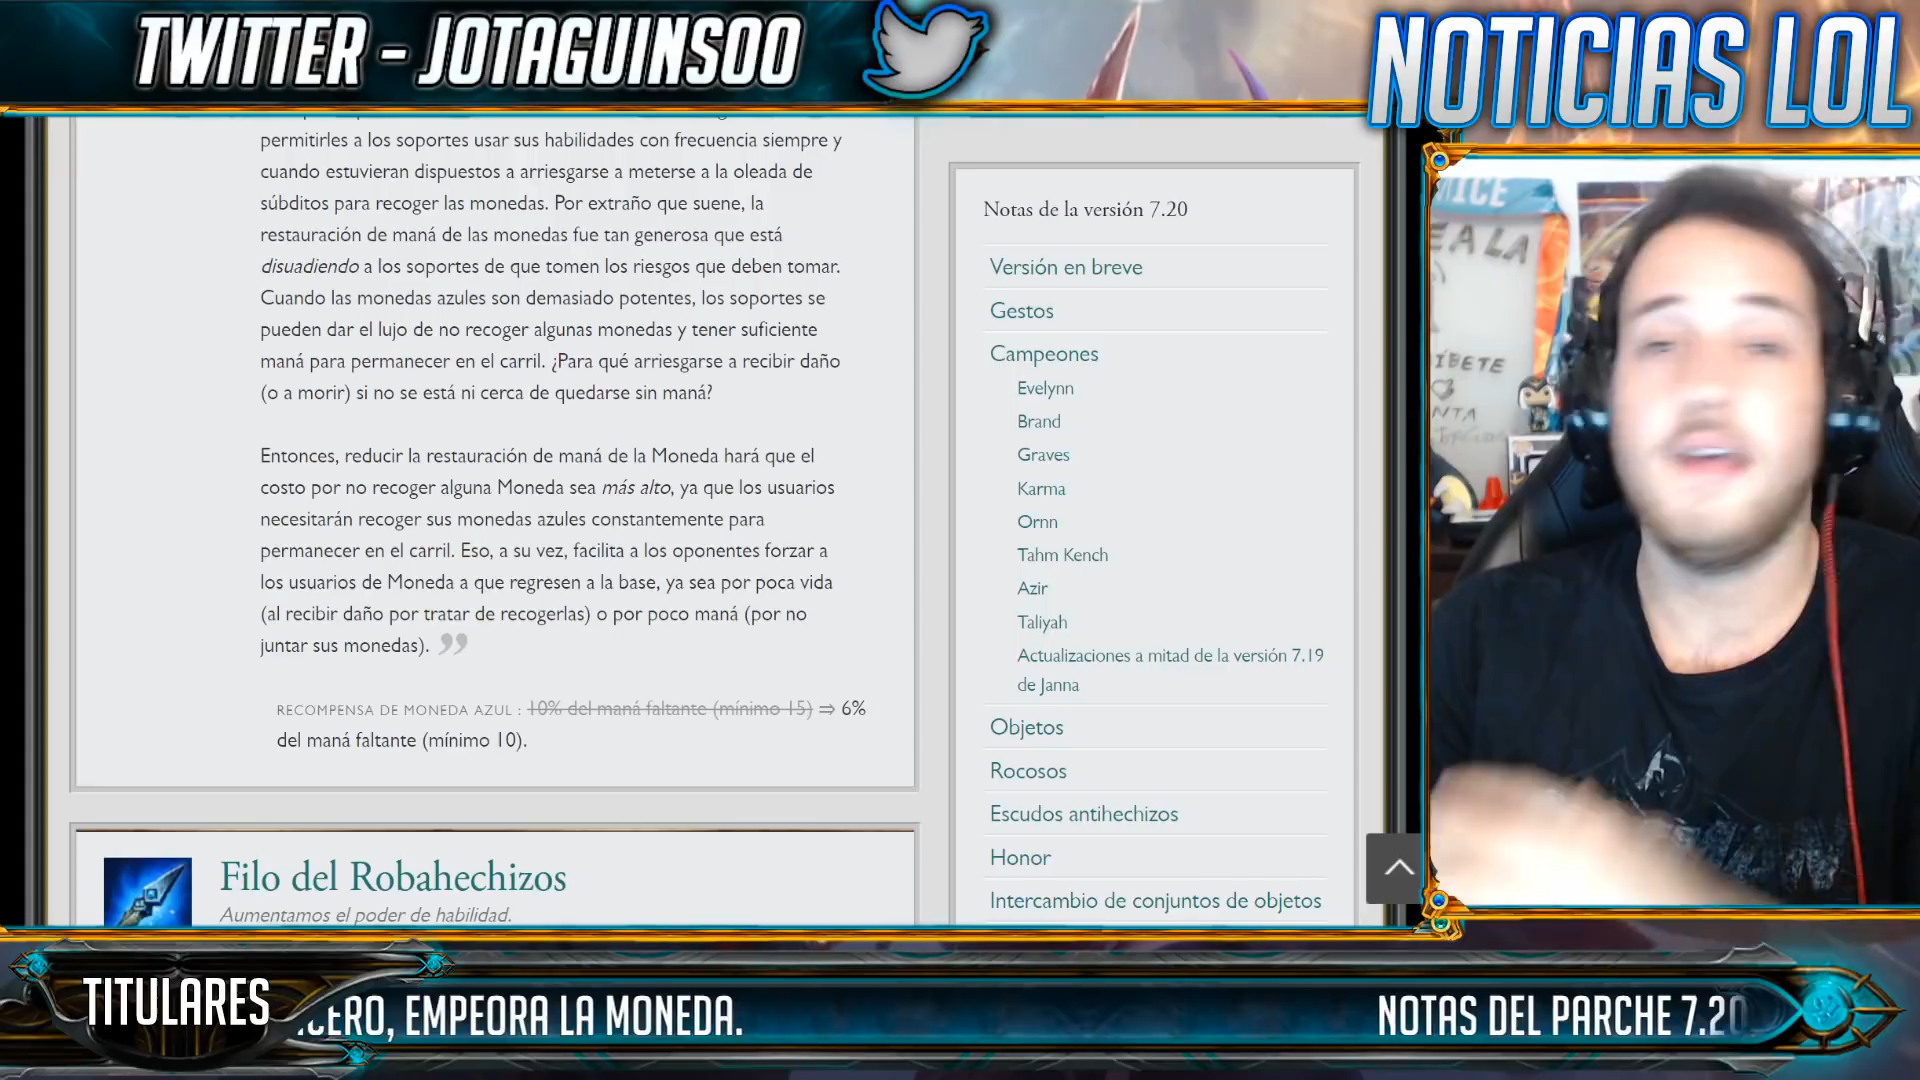 TWITTER - JOTAGUINSOO
NOTICIAS LOL
permitirles a los soportes usar sus habilidades con frecuencia siempre y
cuando estuvieran dispuestos a arriesgarse a meterse a la oleada de
súbditos para recoger las monedas. Por extraño que suene, la
restauración de maná de las monedas fue tan generosa que está
disuadiendo a los soportes de que tomen los riesgos que deben tomar.
Cuando las monedas azules son demasiado potentes, los soportes se
pueden dar el lujo de no recoger algunas monedas y tener suficiente
maná para permanecer en el carril. ¿Para qué arriesgarse a recibir daño
(o a morir) si no se está ni cerca de quedarse sin maná?
Entonces, reducir la restauración de maná de la Moneda hará que el
costo por no recoger alguna Moneda sea más alto, ya que los usuarios
necesitarán recoger sus monedas azules constantemente para
permanecer en el carril. Eso, a su vez, facilita a los oponentes forzar a
los usuarios de Moneda a que regresen a la base, ya sea por poca vida
(al recibir daño por tratar de recogerlas) o por poco maná (por no
juntar sus monedas). ”
RECOMPENSA DE MONEDA AZUL : 10% del maná faltante (mínimo 15) ⇒ 6%
del maná faltante (mínimo 10).
Filo del Robahechizos
Aumentamos el poder de habilidad.
Notas de la versión 7.20
Versión en breve
Gestos
Campeones
Evelynn
Brand
Graves
Karma
Ornn
Tahm Kench
Azir
Taliyah
Actualizaciones a mitad de la versión 7.19
de Janna
Objetos
Rocosos
Escudos antihechizos
Honor
Intercambio de conjuntos de objetos
EA LA
TITULARES
CERO, EMPEORA LA MONEDA.
NOTAS DEL PARCHE 7.20